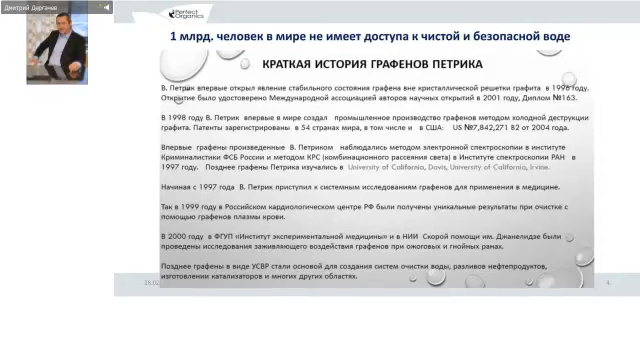 Дмитрий Дергачев
Perfect
Organics
1 млрд. человек в мире не имеет доступа к чистой и безопасной воде
КРАТКАЯ ИСТОРИЯ ГРАФЕНОВ ПЕТРИКА
В. Петрик впервые открыл явление стабильного состояния графена вне кристаллической решетки графита в 1996 году.
Открытие было удостоверено Международной ассоциацией авторов научных открытий в 2001 году, Диплом №163.
В 1998 году В. Петрик впервые в мире создал промышленное производство графенов методом холодной деструкции
графита. Патенты зарегистрированы в 54 странах мира, в том числе и в США: US №7,842,271 B2 от 2004 года.
Впервые графены произведенные В. Петриком наблюдались методом электронной спектроскопии в институте
Криминалистики ФСБ России и методом КРС (комбинационного рассеяния света) в Институте спектроскопии РАН в
1997 году. Позднее графены Петрика изучались в University of California, Davis, University of California, Irvine.
Начиная с 1997 года В. Петрик приступил к системным исследованиям графенов для применения в медицине.
Так в 1999 году в Российском кардиологическом центре РФ были получены уникальные результаты при очистке с
помощью графенов плазмы крови.
В 2000 году в ФГУП «Институт экспериментальной медицины» и в НИИ Скорой помощи им. Джанелидзе были
проведены исследования заживляющего воздействия графенов при ожоговых и гнойных ранах.
Позднее графены в виде УСВР стали основой для создания систем очистки воды, разливов нефтепродуктов,
изготовлении катализаторов и многих других областях.
28.02
4.